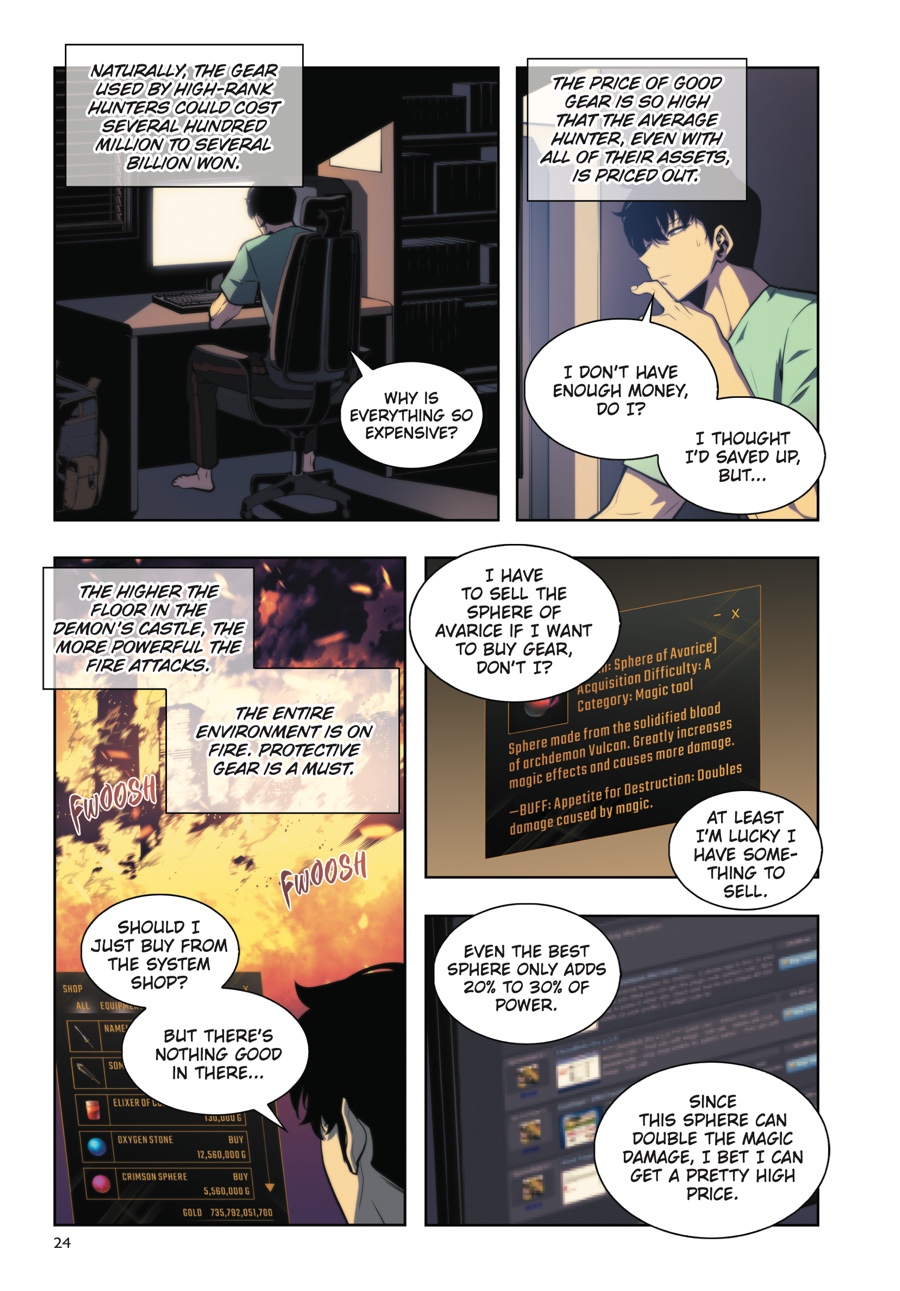 NATURALLY, THE GEAR
USED BY HIGH-RANK
HUNTERS COULD COST
SEVERAL HUNDRED
MILLION TO SEVERAL
BILLION WON.
WHY IS
EVERYTHING SO
EXPENSIVE?
THE PRICE OF GOOD
GEAR IS SO HIGH
THAT THE AVERAGE
HUNTER, EVEN WITH
ALL OF THEIR ASSETS,
IS PRICED OUT.
I DON'T HAVE
ENOUGH MONEY,
DO I?
I THOUGHT
I'D SAVED UP,
BUT...
THE HIGHER THE
FLOOR IN THE
DEMON'S CASTLE, THE
MORE POWERFUL THE
FIRE ATTACKS.
THE ENTIRE
ENVIRONMENT IS ON
FIRE. PROTECTIVE
GEAR IS A MUST.
FWOOSH
FWOOSH
SHOULD I
JUST BUY FROM
THE SYSTEM
SHOP?
BUT THERE'S
NOTHING GOOD
IN THERE...
SHOP
X
ALL
ELIXER OF
130,000 G
OXYGEN STONE BUY
12,560,000 G
CRIMSON SPHERE BUY
5,560,000 G
GOLD 735,792,051,700
I HAVE
TO SELL THE
SPHERE OF
AVARICE IF I WANT
TO BUY GEAR,
DON'T I?
– X
Sphere of Avarice]
Acquisition Difficulty: A
Category: Magic tool
Sphere made from the solidified blood
of archdemon Vulcan. Greatly increases
magic effects and causes more damage.
—BUFF: Appetite for Destruction: Doubles
damage caused by magic.
AT LEAST
I'M LUCKY I
HAVE SOME-
THING TO
SELL.
EVEN THE BEST
SPHERE ONLY ADDS
20% TO 30% OF
POWER.
SINCE
THIS SPHERE CAN
DOUBLE THE MAGIC
DAMAGE, I BET I CAN
GET A PRETTY HIGH
PRICE.
24